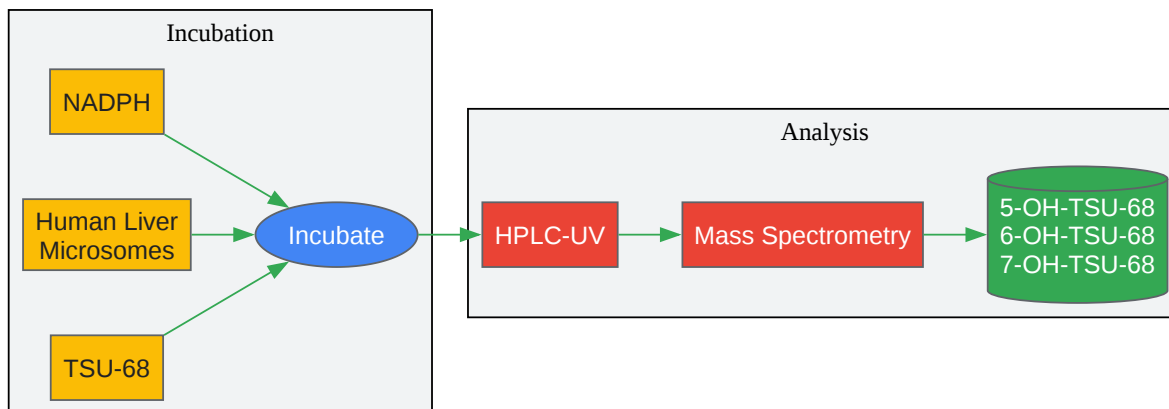 Incubation
NADPH
Human Liver
Microsomes
TSU-68
Incubate
Analysis
HPLC-UV
Mass Spectrometry
5-OH-TSU-68
6-OH-TSU-68
7-OH-TSU-68